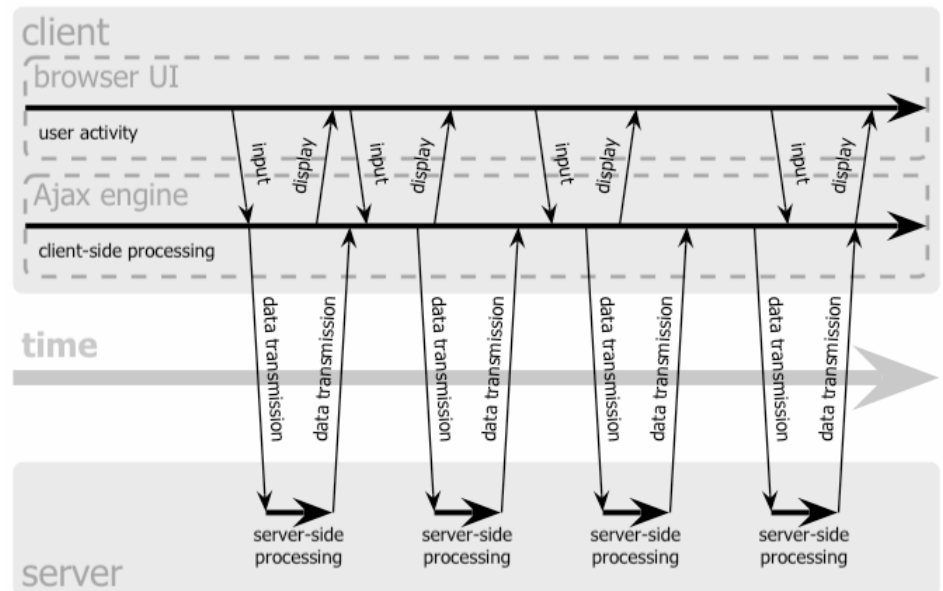 client
browser UI
user activity
input
display
input
display
input
display
input
display
Ajax engine
client-side processing
data transmission
data transmission
data transmission
data transmission
data transmission
data transmission
data transmission
data transmission
time
server-side
processing
server-side
processing
server-side
processing
server-side
processing
server